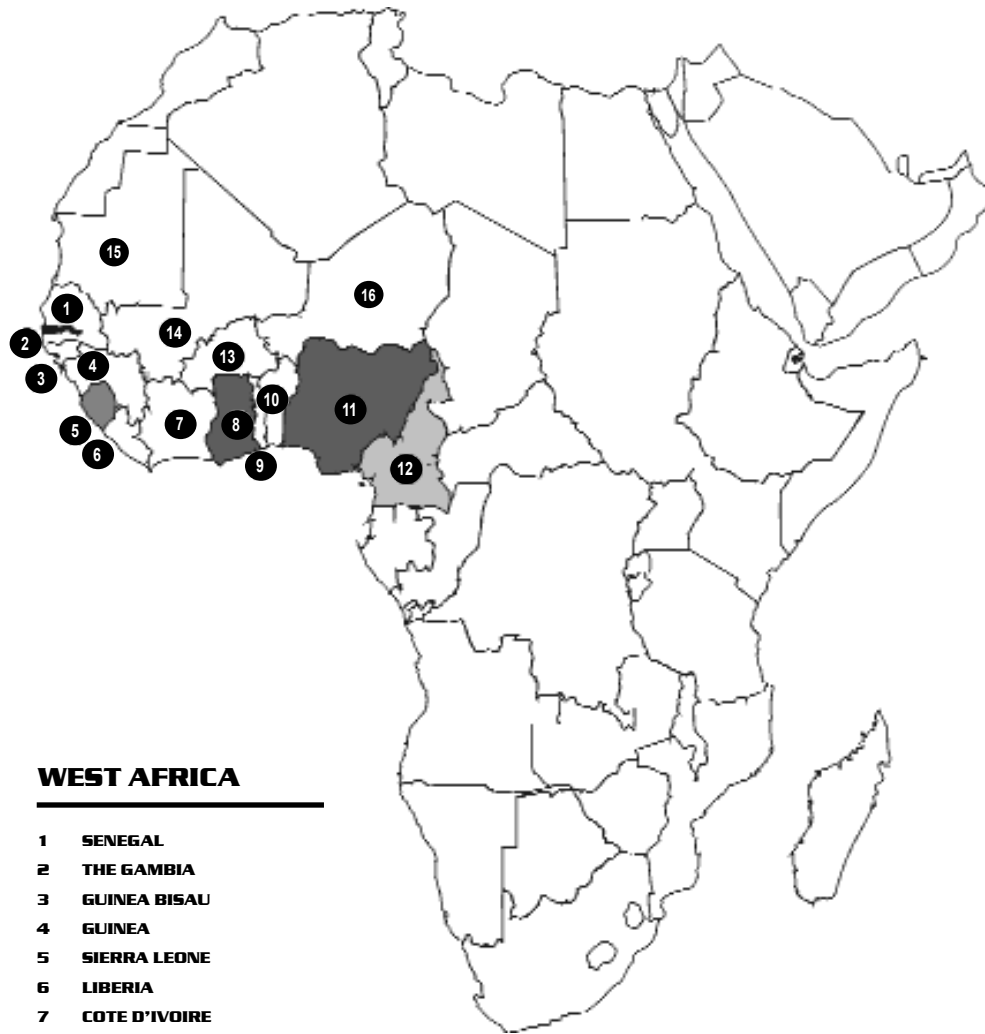 15
16
1
14
2
13
4
3
10
11
7
8
5
6
9
12
WEST AFRICA
1 SENEGAL
2 THE GAMBIA
3 GUINEA BISAU
4 GUINEA
5 SIERRA LEONE
6 LIBERIA
7 COTE D'IVOIRE